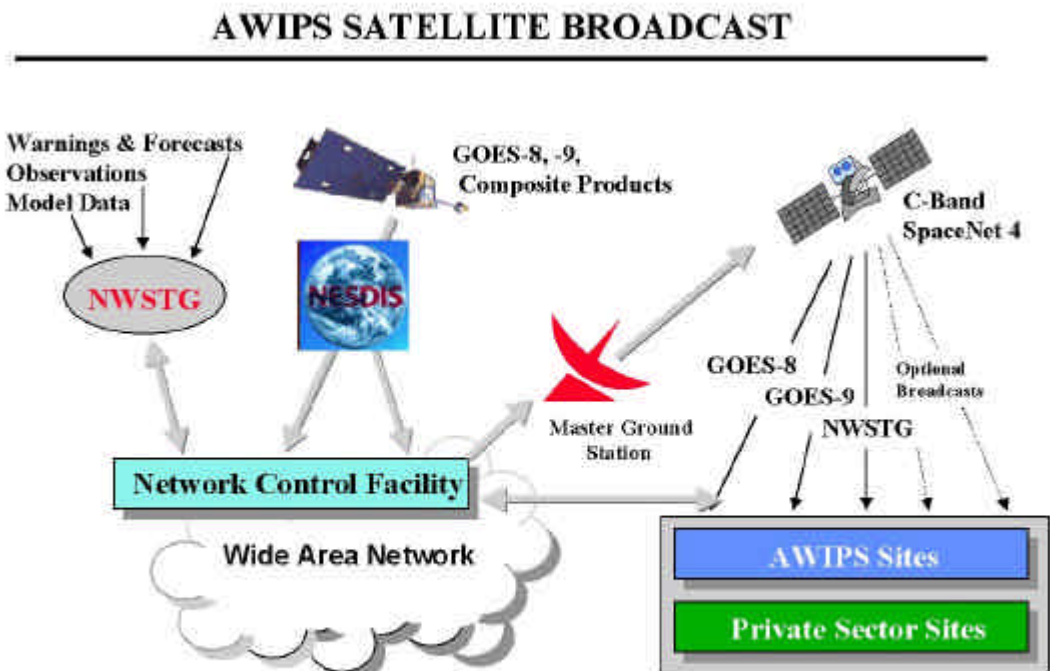 AWIPS SATELLITE BROADCAST
Warnings & Forecasts
Observations
Model Data
NWSTG
GOES-8, -9,
Composite Products
NESDIS
C-Band
SpaceNet 4
GOES-8
GOES-9
NWSTG
Optional
Broadcasts
Master Ground
Station
Network Control Facility
Wide Area Network
AWIPS Sites
Private Sector Sites